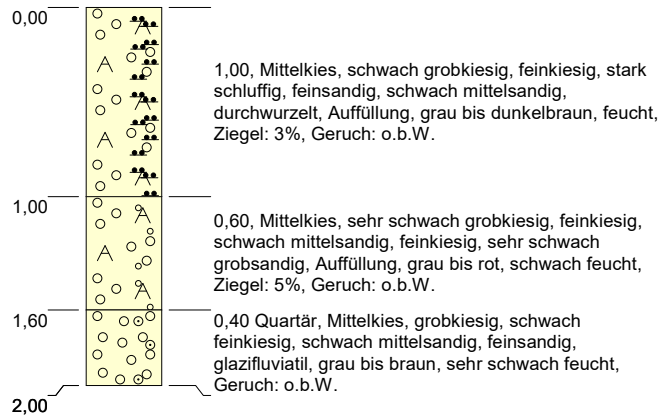 0,00
1,00, Mittelkies, schwach grobkiesig, feinkiesig, stark
schluffig, feinsandig, schwach mittelsandig,
durchwurzelt, Auffüllung, grau bis dunkelbraun, feucht,
Ziegel: 3%, Geruch: o.b.W.
1,00
0,60, Mittelkies, sehr schwach grobkiesig, feinkiesig,
schwach mittelsandig, feinkiesig, sehr schwach
grobsandig, Auffüllung, grau bis rot, schwach feucht,
Ziegel: 5%, Geruch: o.b.W.
1,60
0,40 Quartär, Mittelkies, grobkiesig, schwach
feinkiesig, schwach mittelsandig, feinsandig,
glazifluviatil, grau bis braun, sehr schwach feucht,
Geruch: o.b.W.
2,00